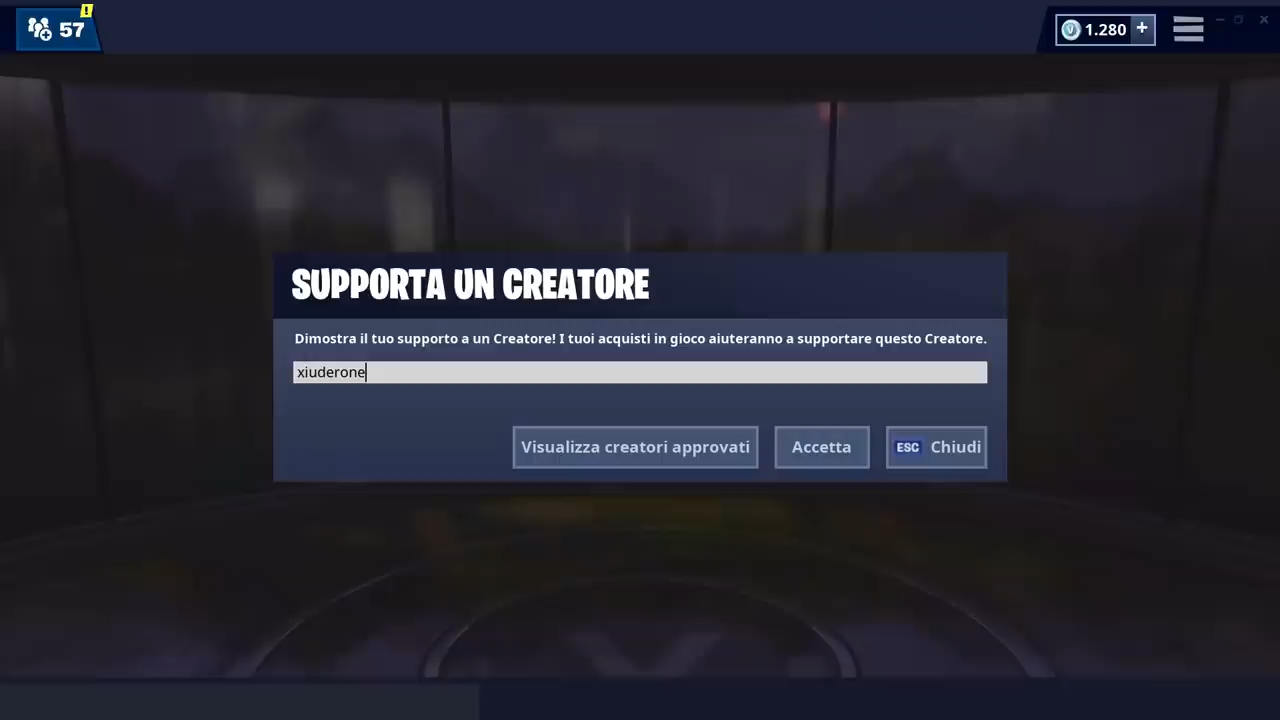 57
!
1.280 +
SUPPORTA UN CREATORE
Dimostra il tuo supporto a un Creatore! I tuoi acquisti in gioco aiuteranno a supportare questo Creatore.
xiuderone
Visualizza creatori approvati
Accetta
ESC Chiudi